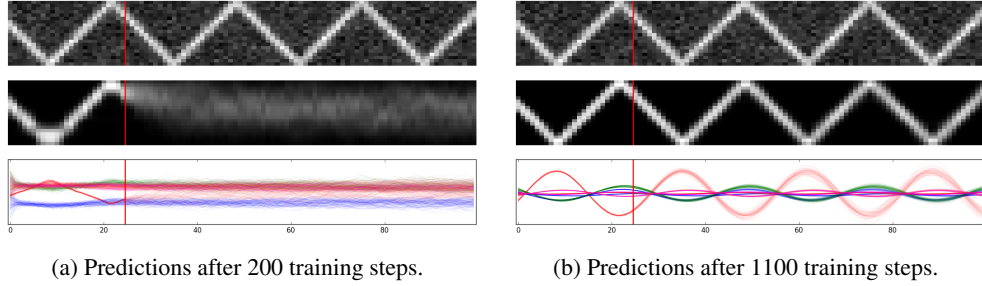 0 20 40 60 80
0 20 40 60 80
(a) Predictions after 200 training steps.
(b) Predictions after 1100 training steps.